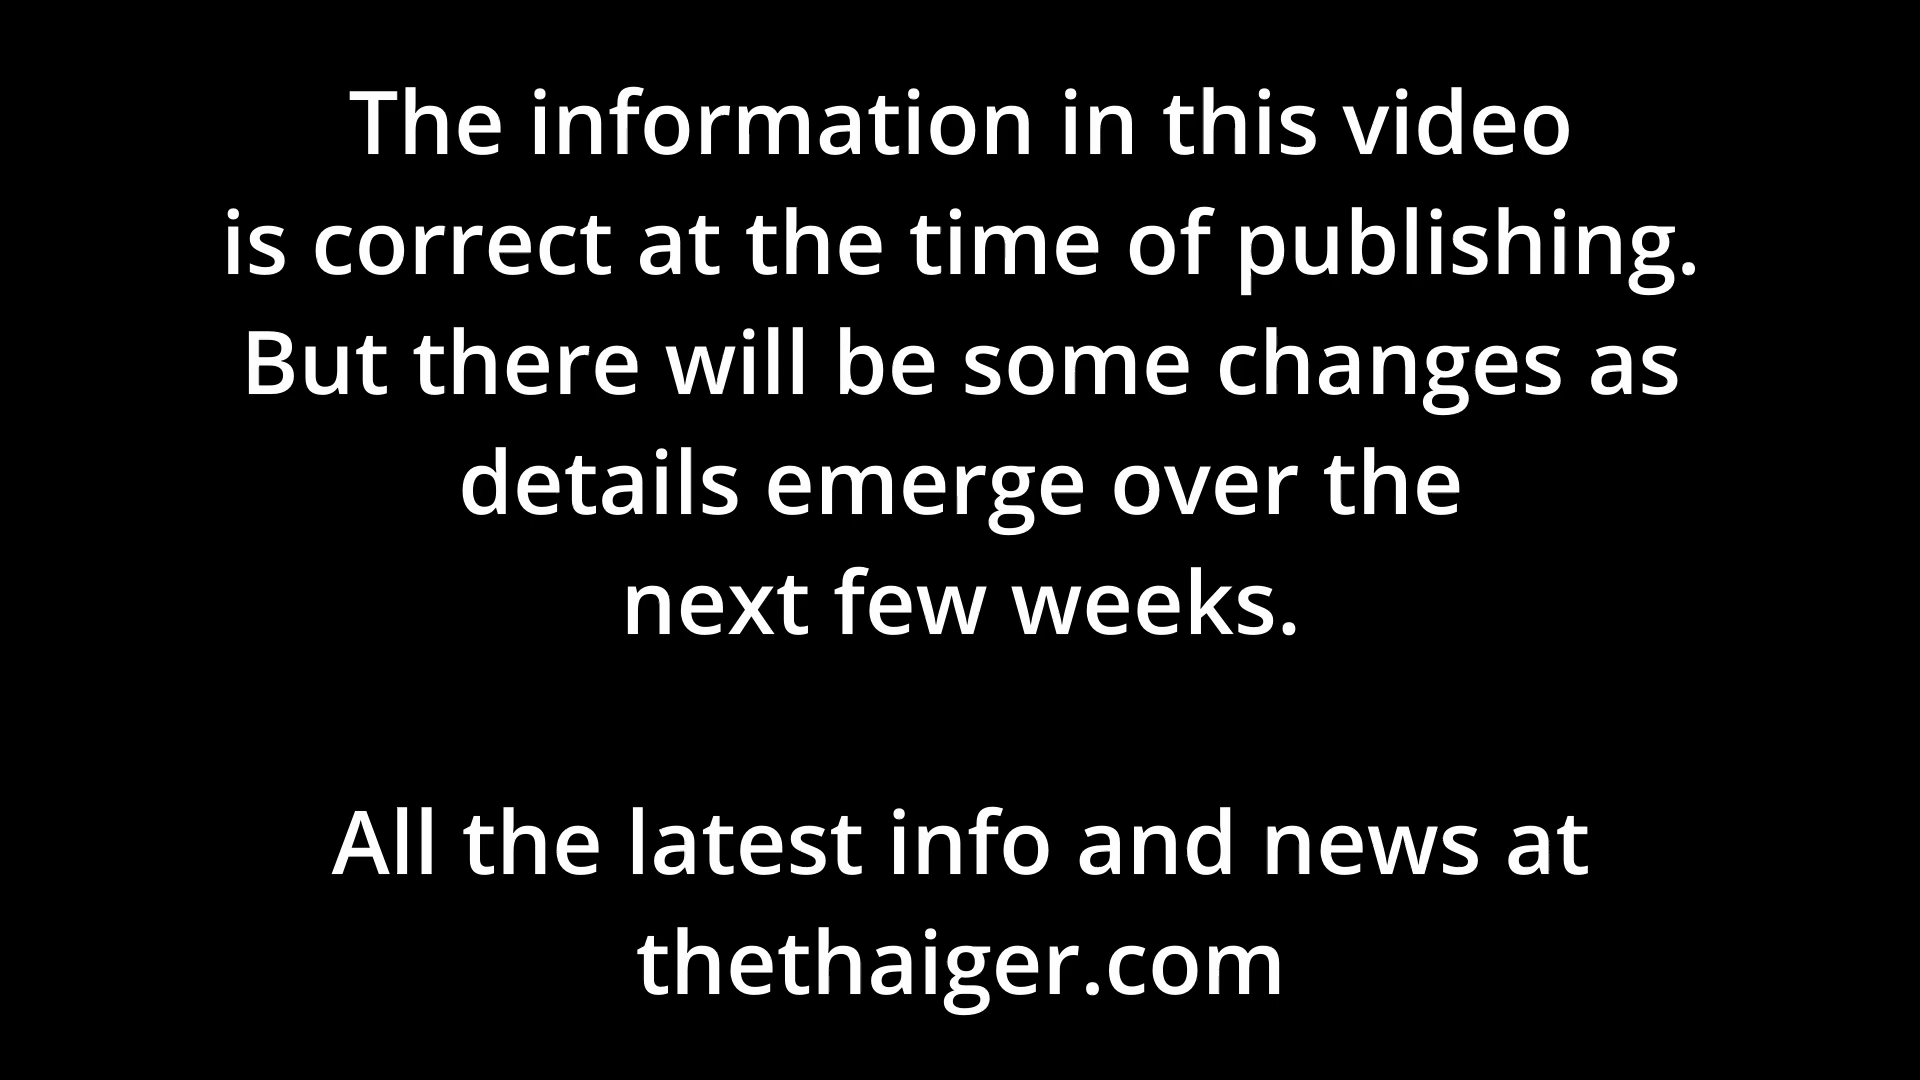 The information in this video
is correct at the time of publishing.
But there will be some changes as
details emerge over the
next few weeks.
All the latest info and news at
thethaiger.com